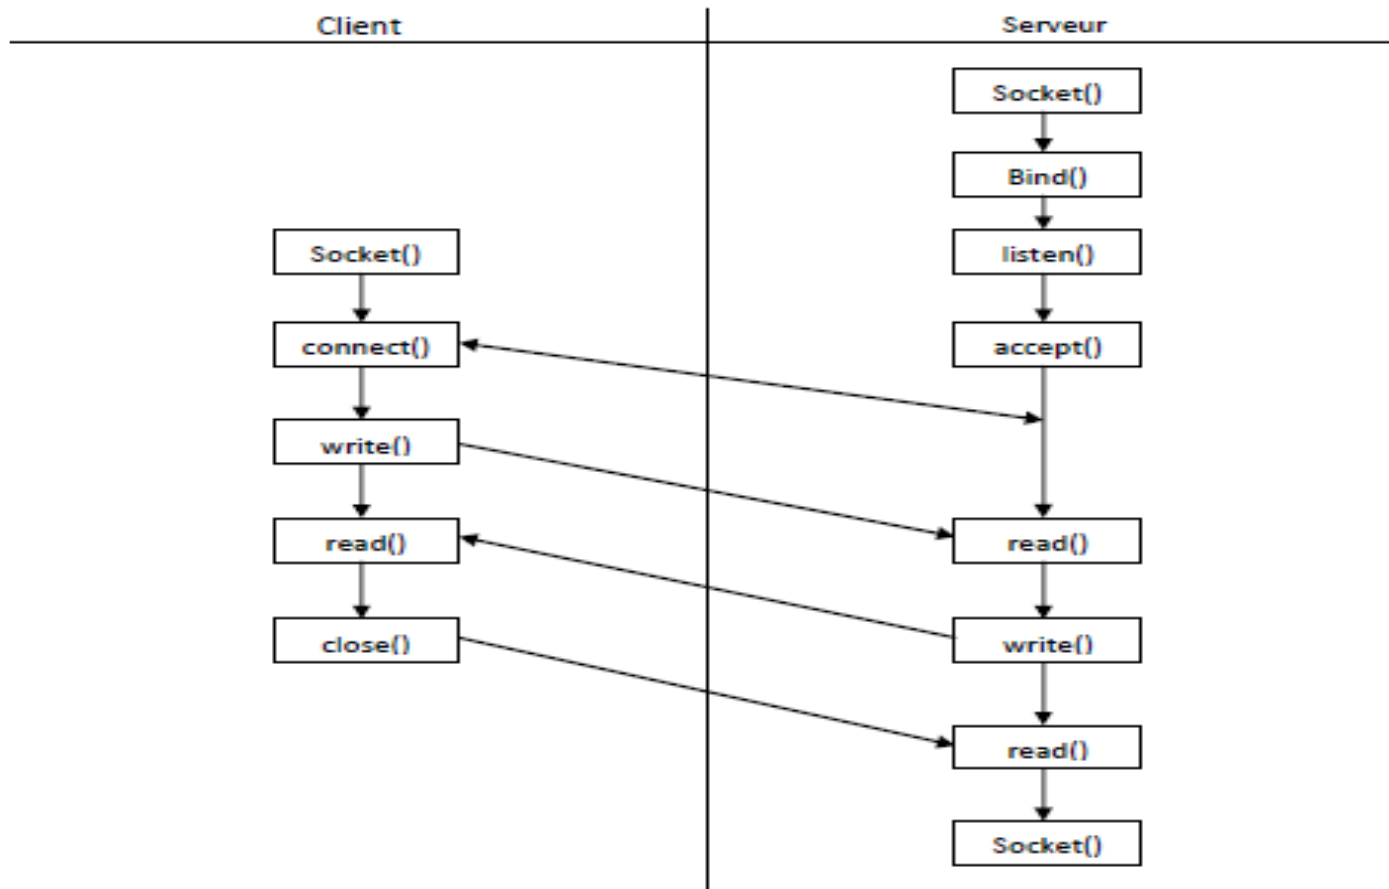 Client
Serveur
Socket()
Bind()
Socket()
listen()
connect()
accept()
write()
read()
read()
close()
write()
read()
Socket()